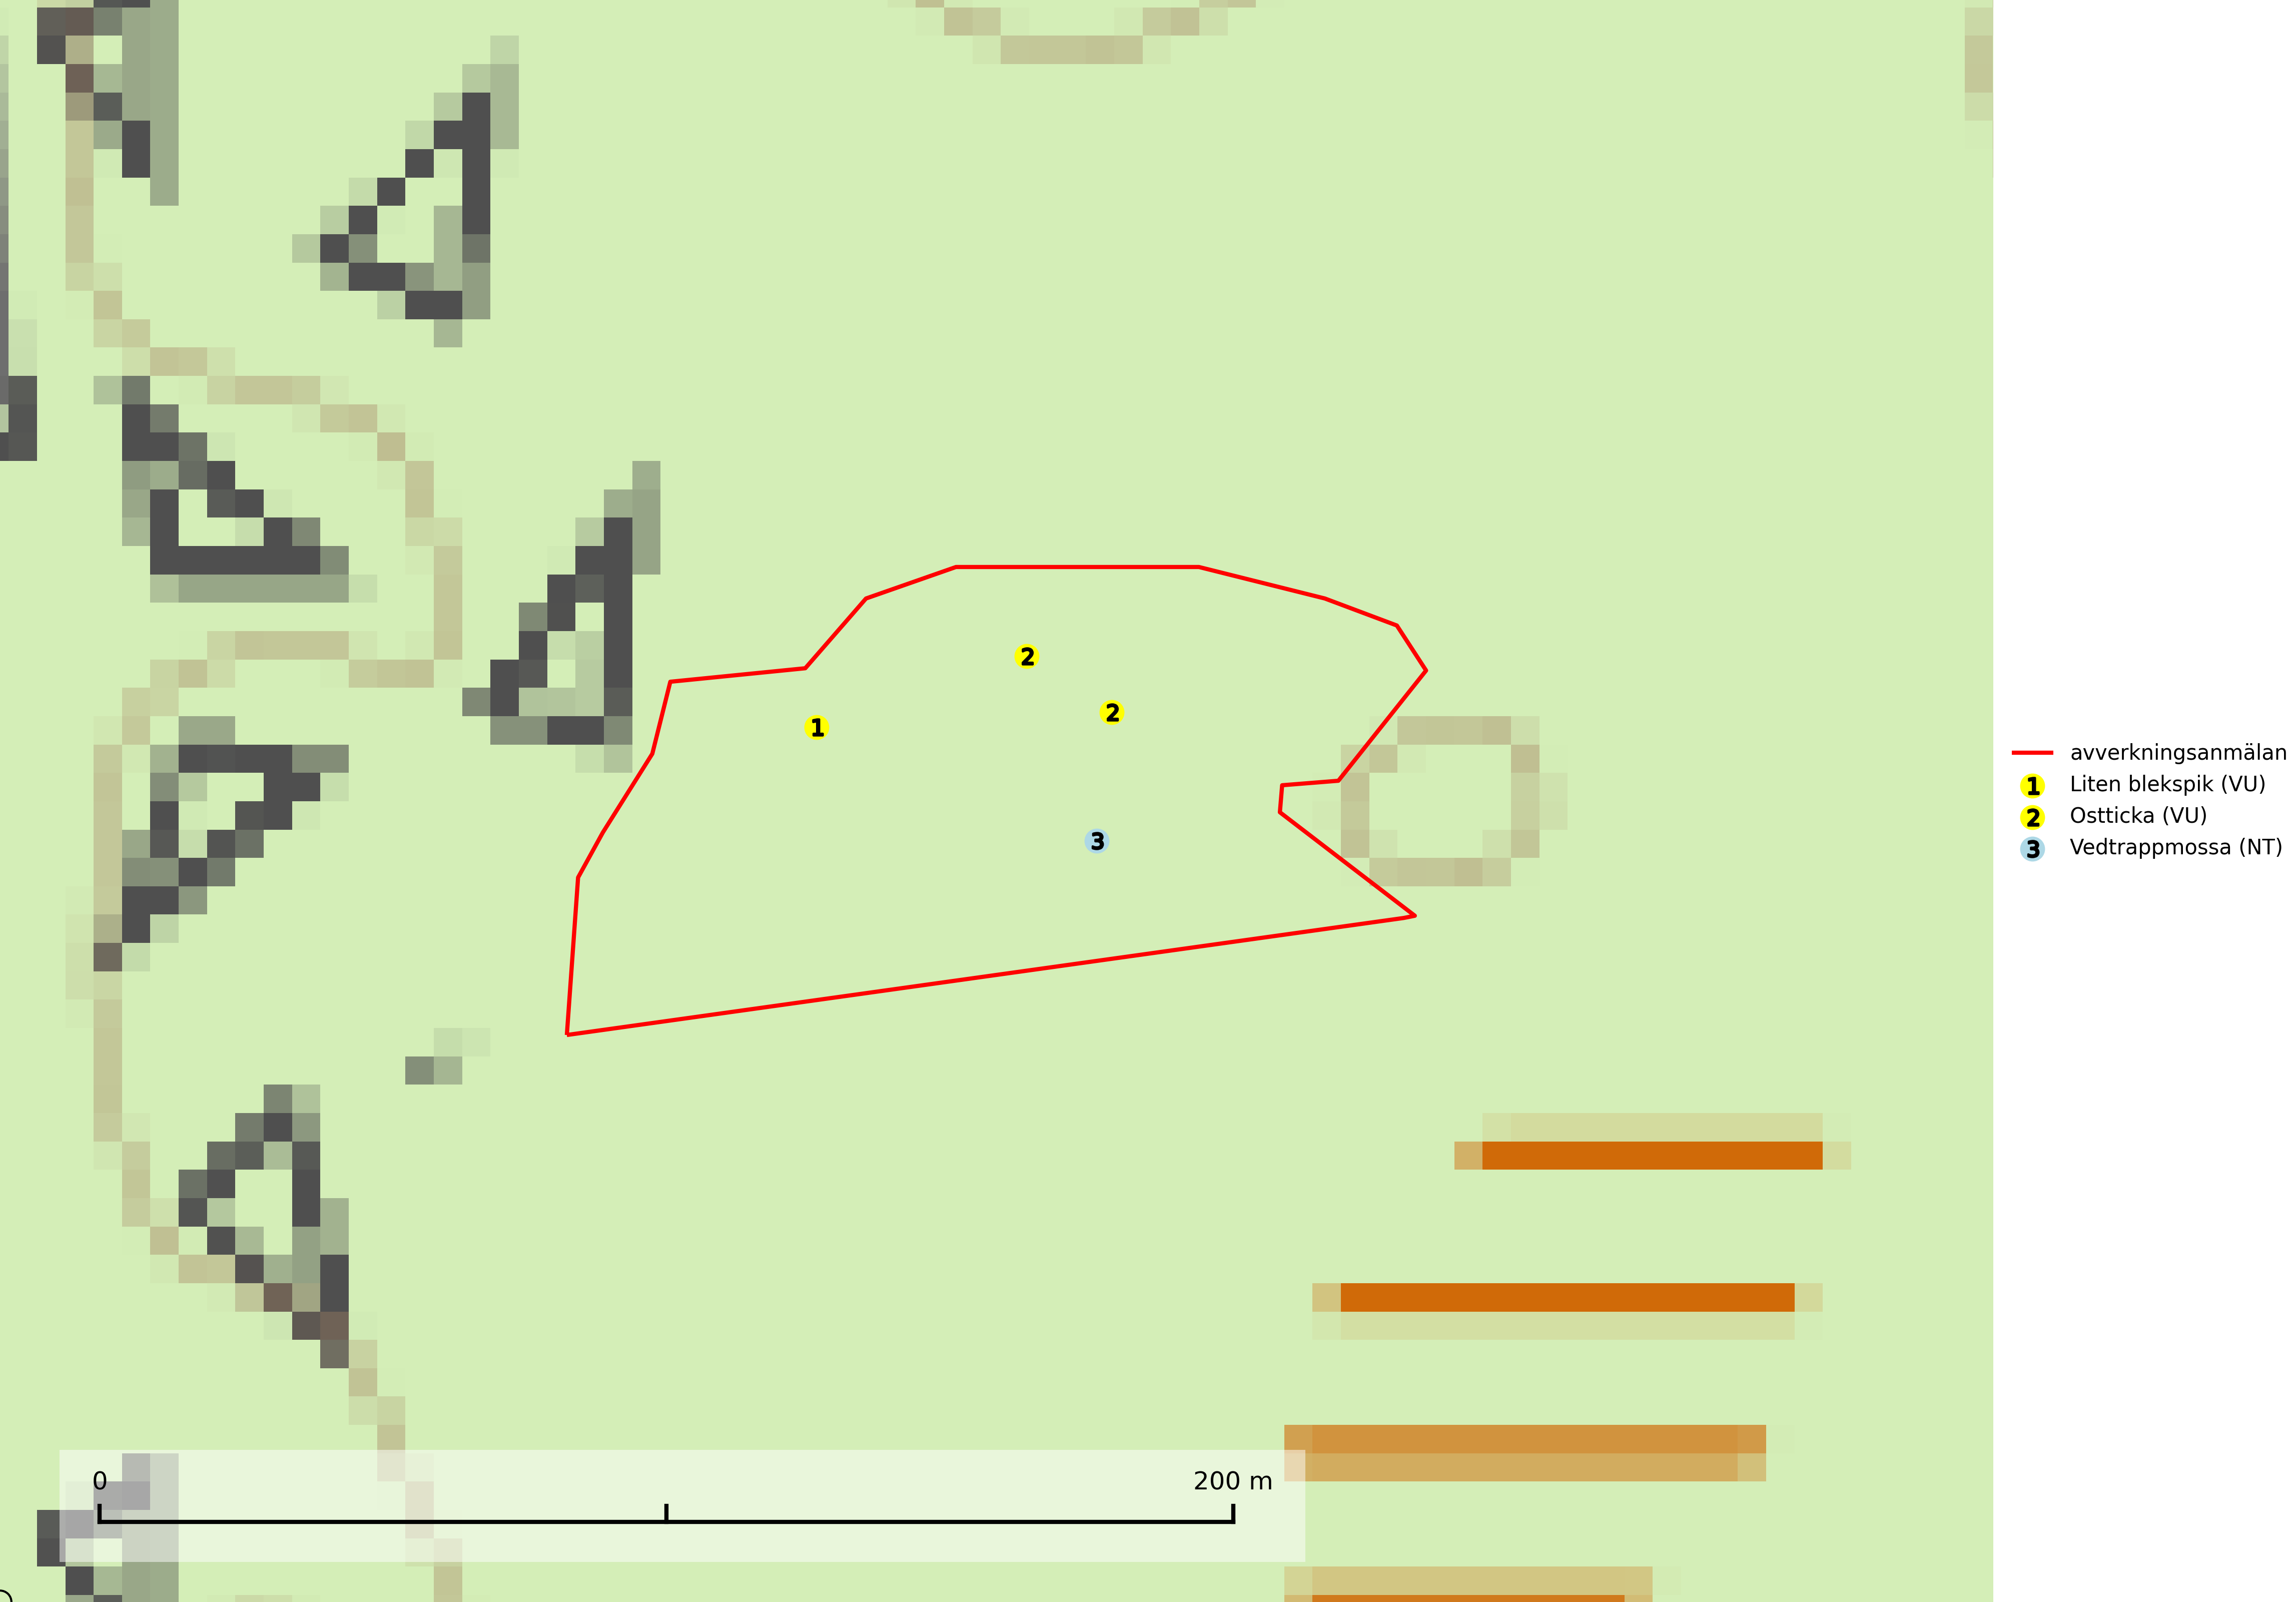 2
2
1
3
avverkningsanmälan
1 Liten blekspik (VU)
2 Ostticka (VU)
3 Vedtrappmossa (NT)
0 200 m